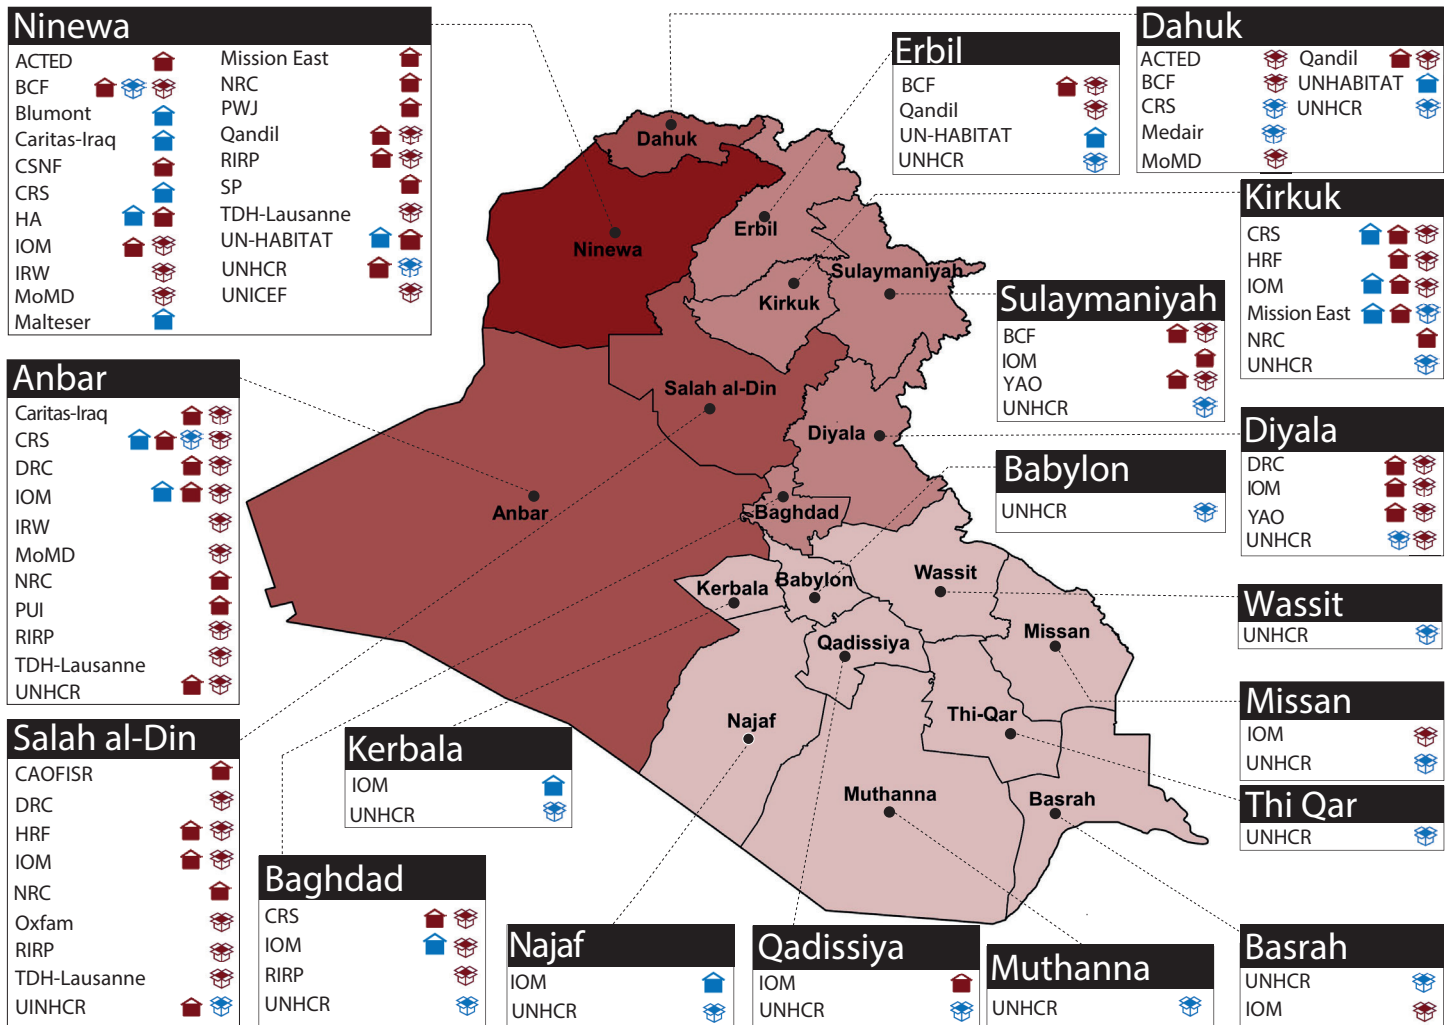 Ninewa
ACTED
BCF
Blumont
Caritas-Iraq
CSNF
CRS
HA
IOM
IRW
MoMD
Malteser
Mission East
NRC
PWJ
Qandil
RIRP
SP
TDH-Lausanne
UN-HABITAT
UNHCR
UNICEF
Erbil
BCF
Qandil
UN-HABITAT
UNHCR
Dahuk
ACTED
BCF
CRS
Medair
MoMD
Qandil
UNHABITAT
UNHCR
Kirkuk
CRS
HRF
IOM
Mission East
NRC
UNHCR
Sulaymaniyah
BCF
IOM
YAO
UNHCR
Anbar
Caritas-Iraq
CRS
DRC
IOM
IRW
MoMD
NRC
PUI
RIRP
TDH-Lausanne
UNHCR
Diyala
DRC
IOM
YAO
UNHCR
Babylon
UNHCR
Wassit
UNHCR
Missan
IOM
UNHCR
Thi Qar
UNHCR
Salah al-Din
CAOFISR
DRC
HRF
IOM
NRC
Oxfam
RIRP
TDH-Lausanne
UINHCR
Kerbala
IOM
UNHCR
Baghdad
CRS
IOM
RIRP
UNHCR
Najaf
IOM
UNHCR
Qadissiya
IOM
UNHCR
Muthanna
UNHCR
Basrah
UNHCR
IOM
Dahuk
Ninewa
Erbil
Sulaymaniyah
Kirkuk
Salah al-Din
Diyala
Anbar
Baghdad
Kerbala
Babylon
Wassit
Qadissiya
Missan
Najaf
Thi-Qar
Muthanna
Basrah